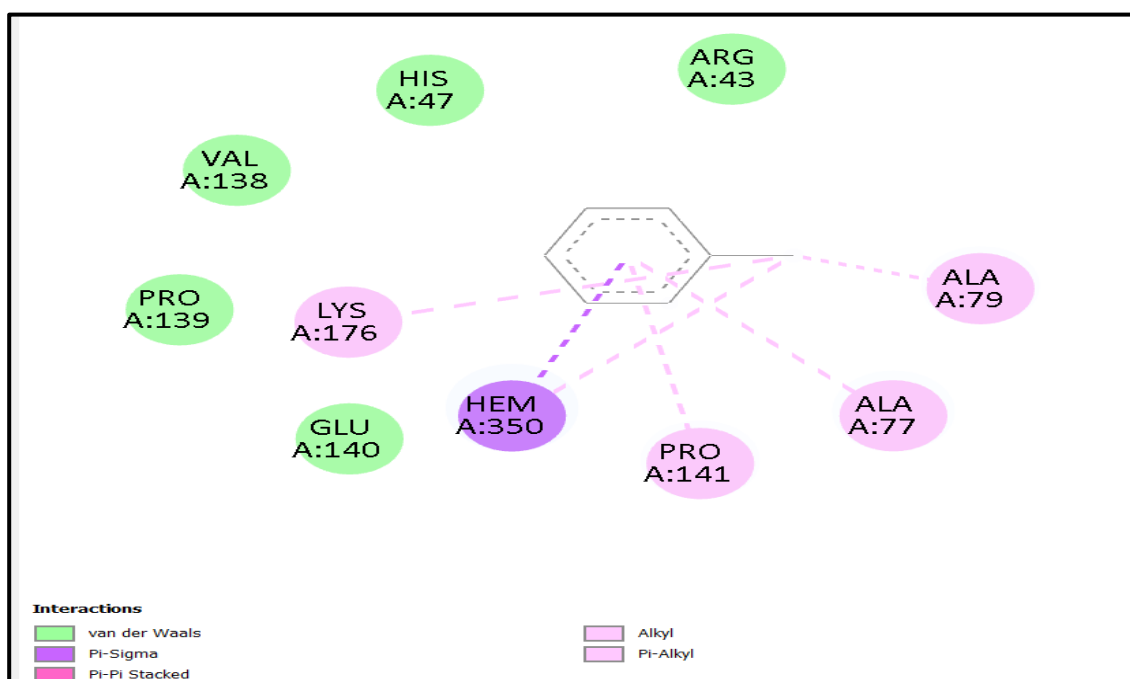 ARG
A:43
HIS
A:47
VAL
A:138
ALA
A:79
PRO
A:139
LYS
A:176
HEM
A:350
ALA
A:77
GLU
A:140
PRO
A:141
Interactions
van der Waals
Pi-Sigma
Pi-Pi Stacked
Alkyl
Pi-Alkyl